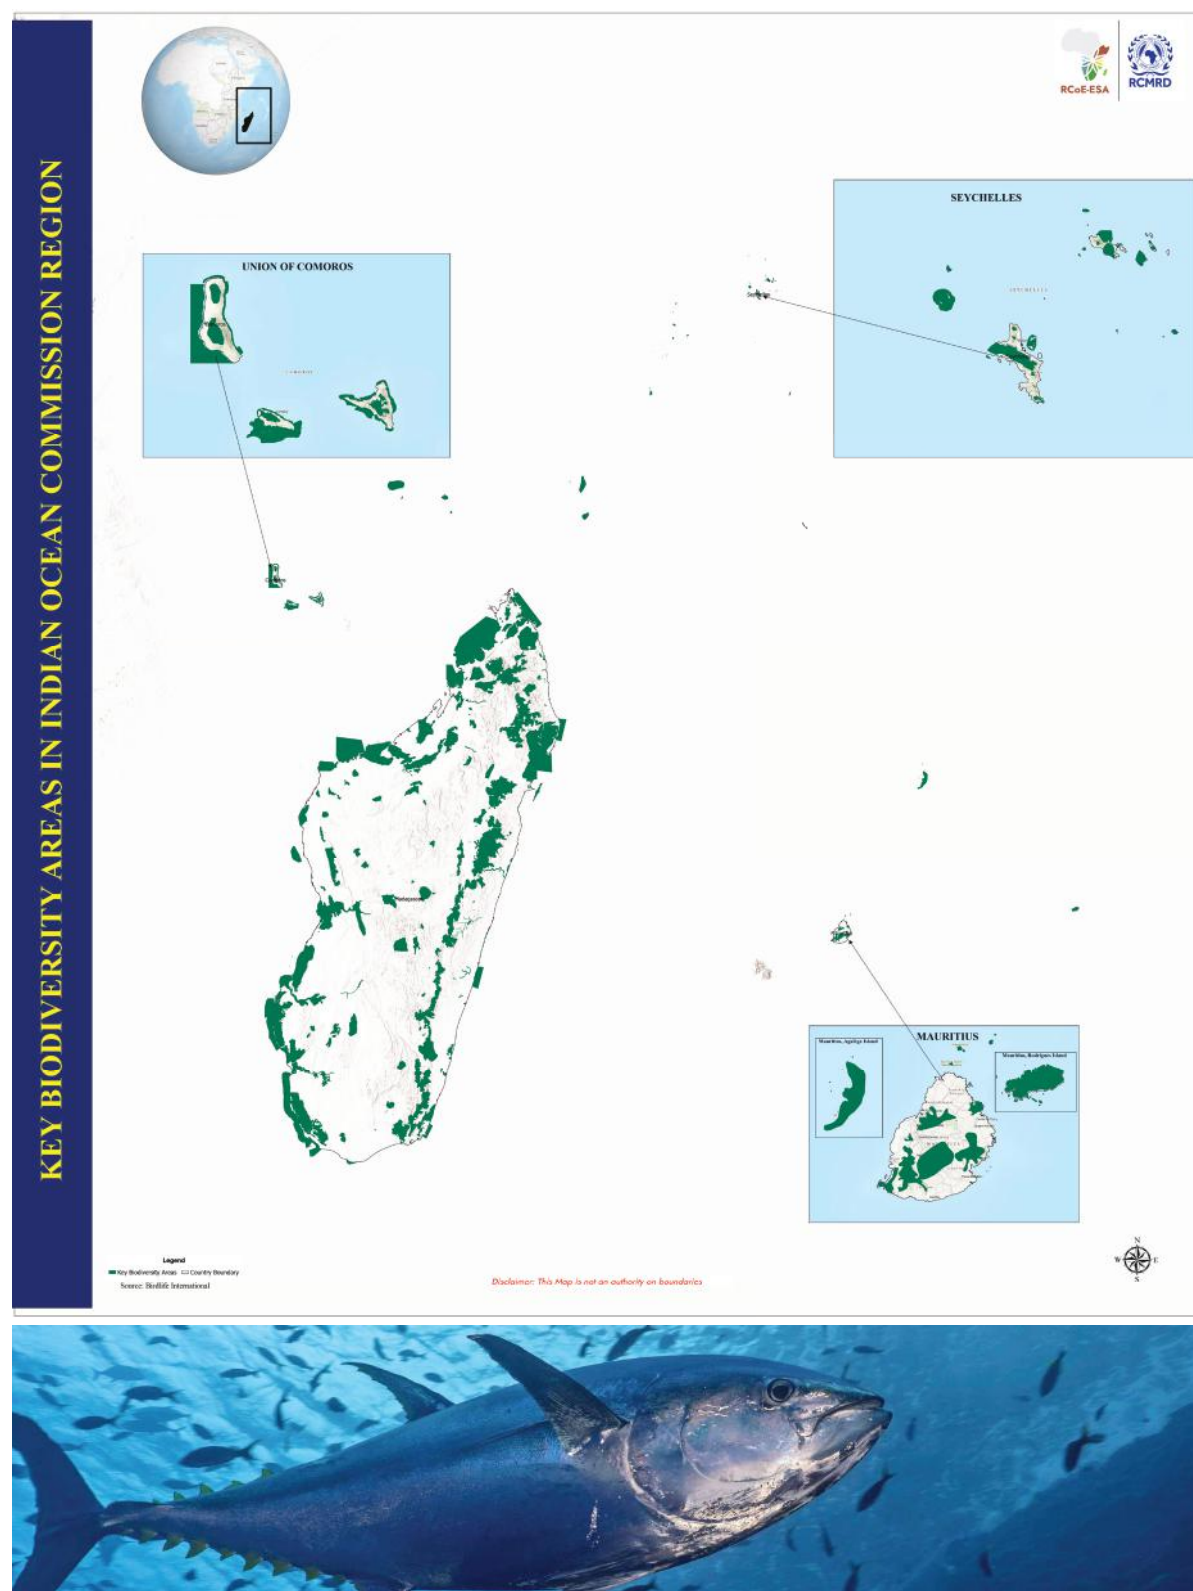 KEY BIODIVERSITY AREAS IN INDIAN OCEAN COMMISSION REGION
RCoE-ESA
RCMRD
SEYCHELLES
UNION OF COMOROS
Madagascar
MAURITIUS
Mauritius, Agalega Island
Mauritius, Rodrigues Island
N
W
E
S
Legend
Key Biodiversity Areas
Country Boundary
Source: Birdlife International
Disclaimer: This Map is not an authority on boundaries